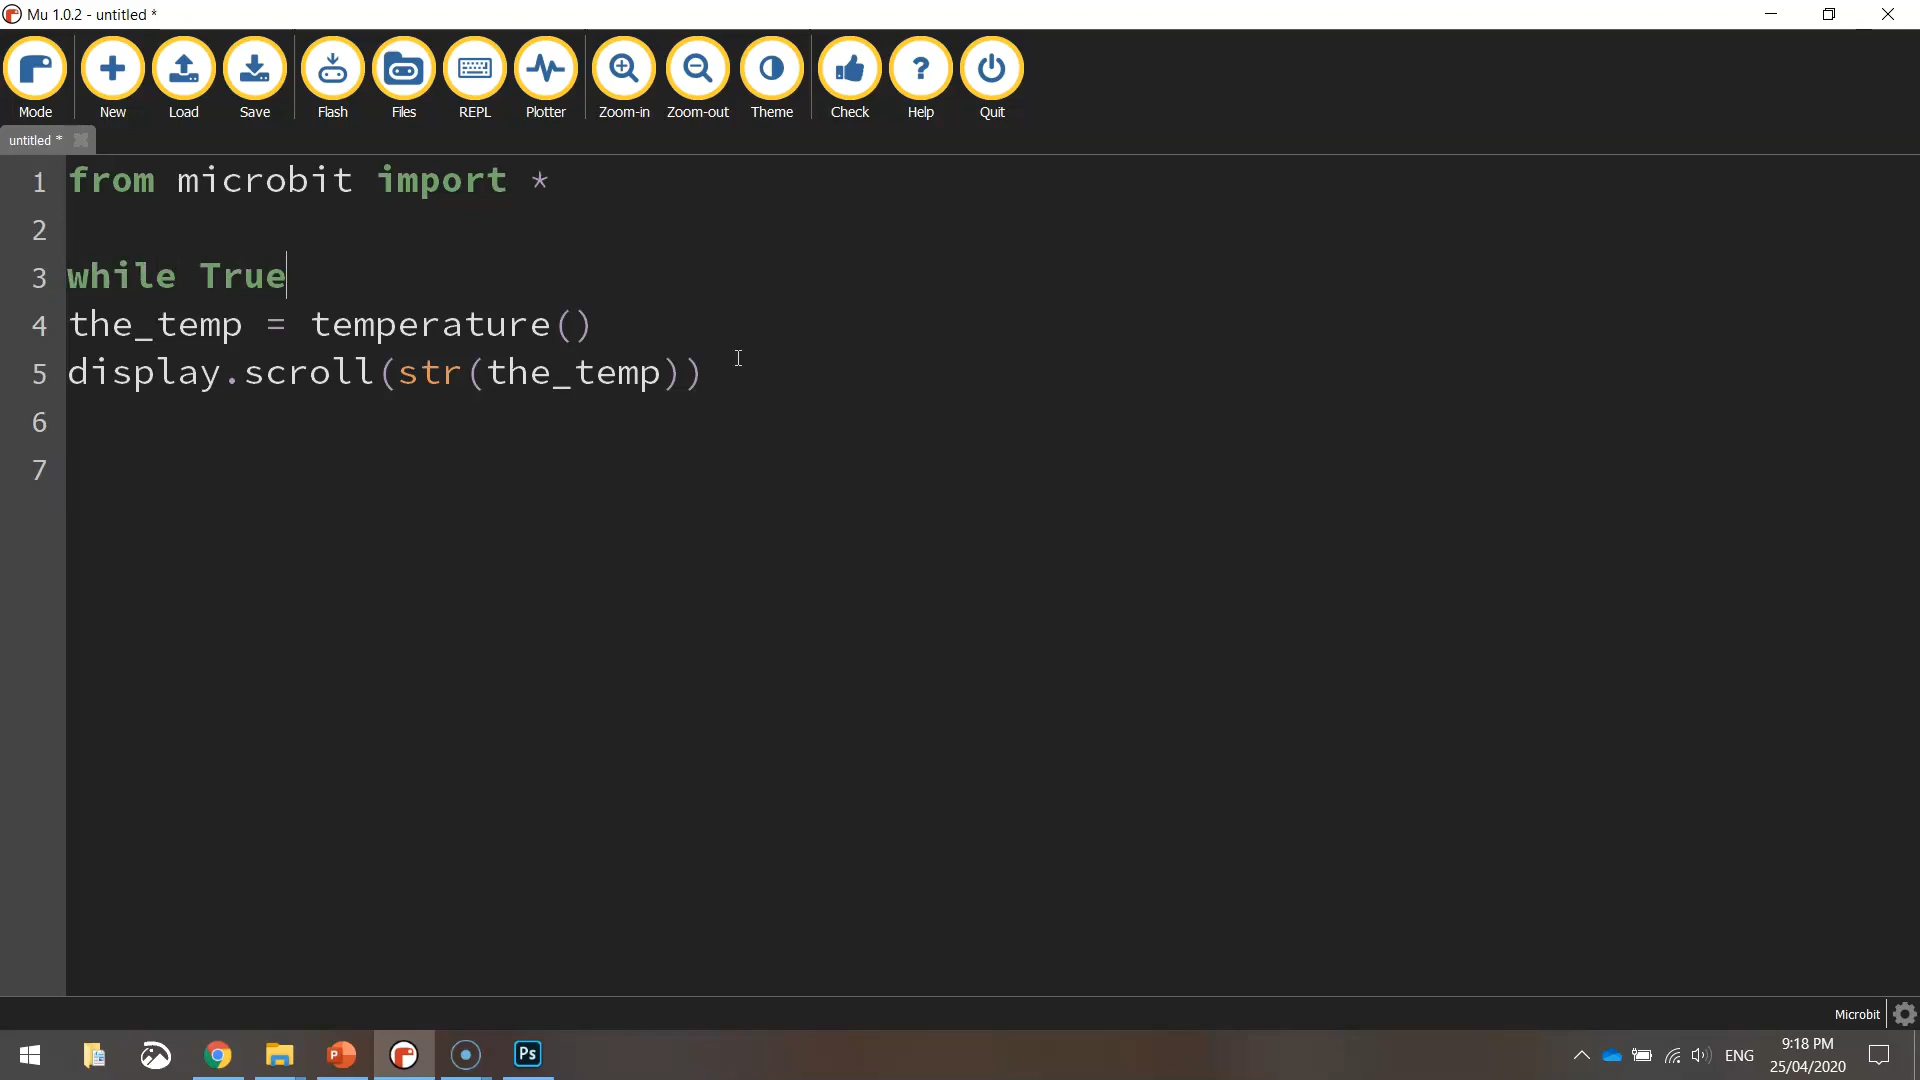 Mu 1.0.2 - untitled *
Mode New Load Save Flash Files REPL Plotter Zoom-in Zoom-out Theme Check Help Quit
untitled *
1 from microbit import *
2
3 while True
4 the_temp = temperature()
5 display.scroll(str(the_temp))
6
7
Microbit
P Ps ENG 9:18 PM
25/04/2020